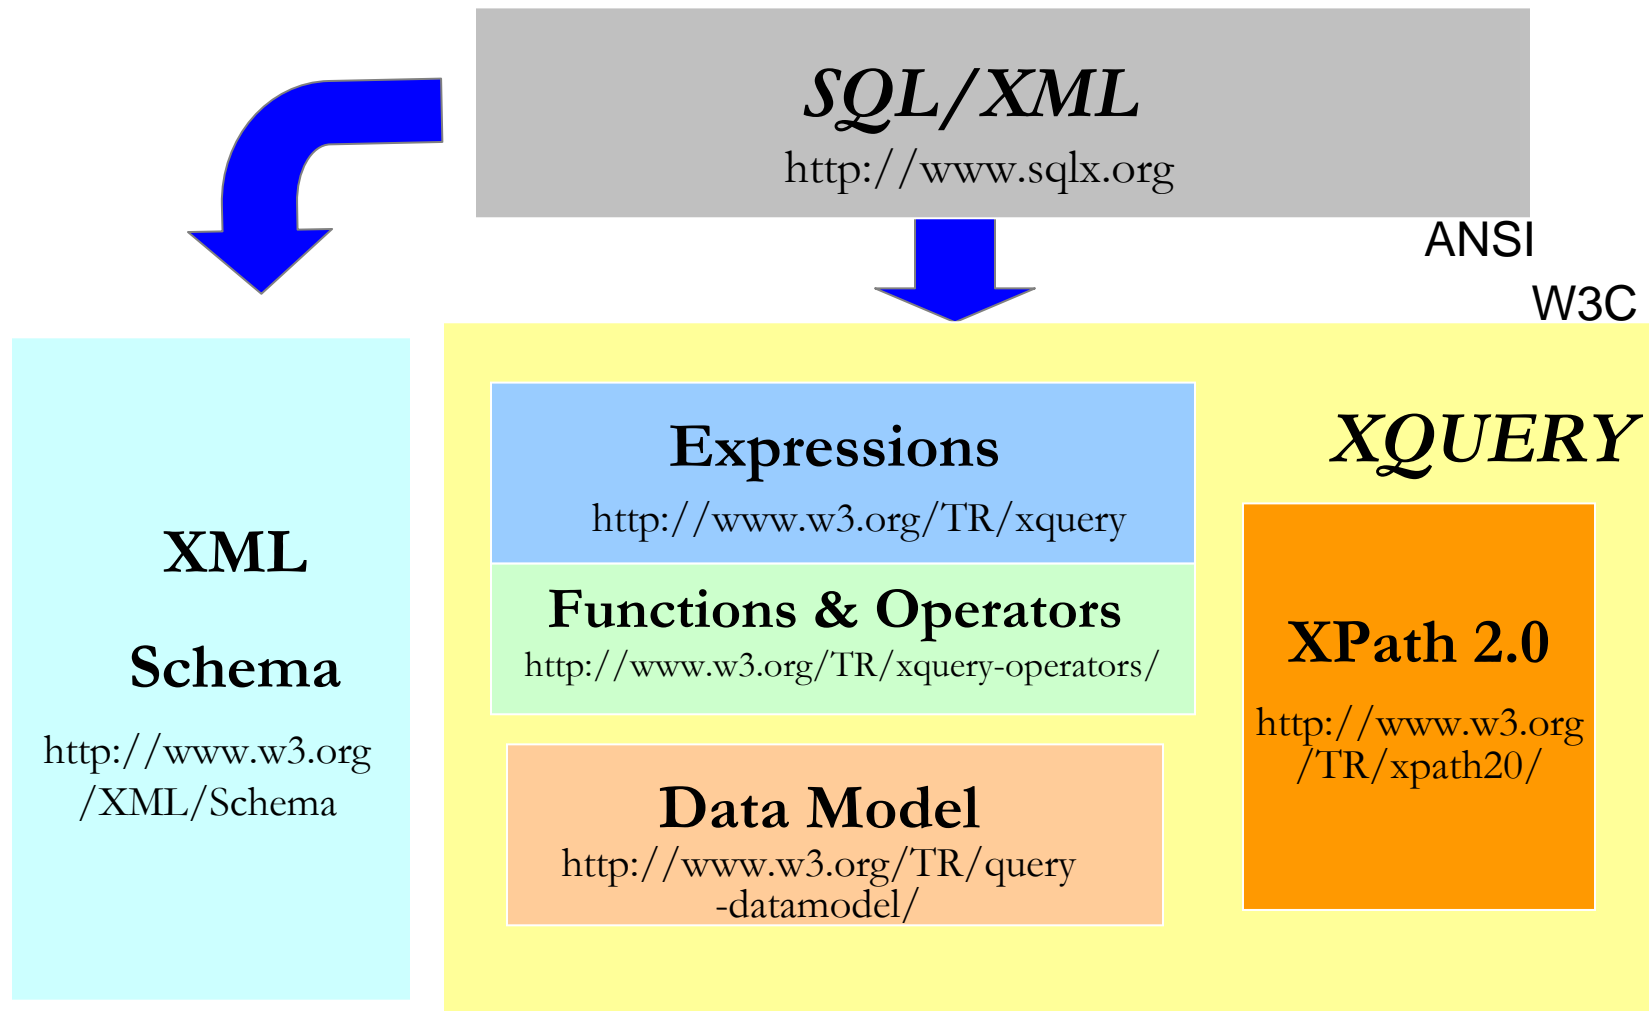 SQL/XML
http://www.sqlx.org
ANSI
W3C
XML
Schema
http://www.w3.org
/XML/Schema
XQUERY
Expressions
http://www.w3.org/TR/xquery
Functions & Operators
http://www.w3.org/TR/xquery-operators/
Data Model
http://www.w3.org/TR/query
-datamodel/
XPath 2.0
http://www.w3.org
/TR/xpath20/